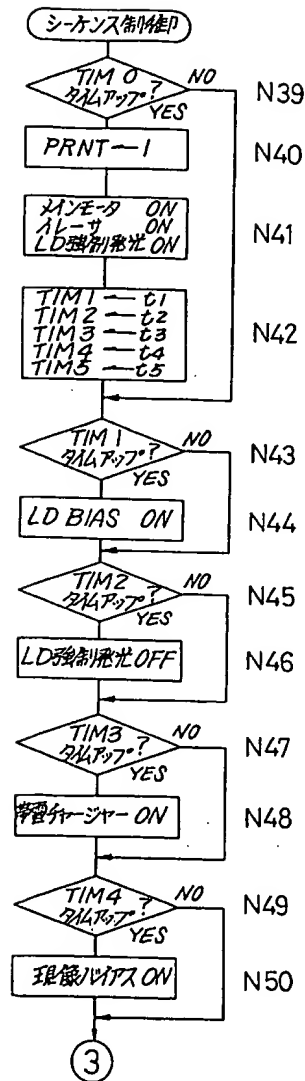 シーケンス制御
TIM 0
タイムアップ?
NO
YES
N39
PRNT←1
N40
メインモータ ON
イレーサ ON
LD強制発光 ON
N41
TIM1←t1
TIM2←t2
TIM3←t3
TIM4←t4
TIM5←t5
N42
TIM 1
タイムアップ?
NO
YES
N43
LD BIAS ON
N44
TIM2
タイムアップ?
NO
YES
N45
LD強制発光OFF
N46
TIM3
タイムアップ?
NO
YES
N47
帯電チャージャー ON
N48
TIM4
タイムアップ?
NO
YES
N49
現像バイアス ON
N50
3